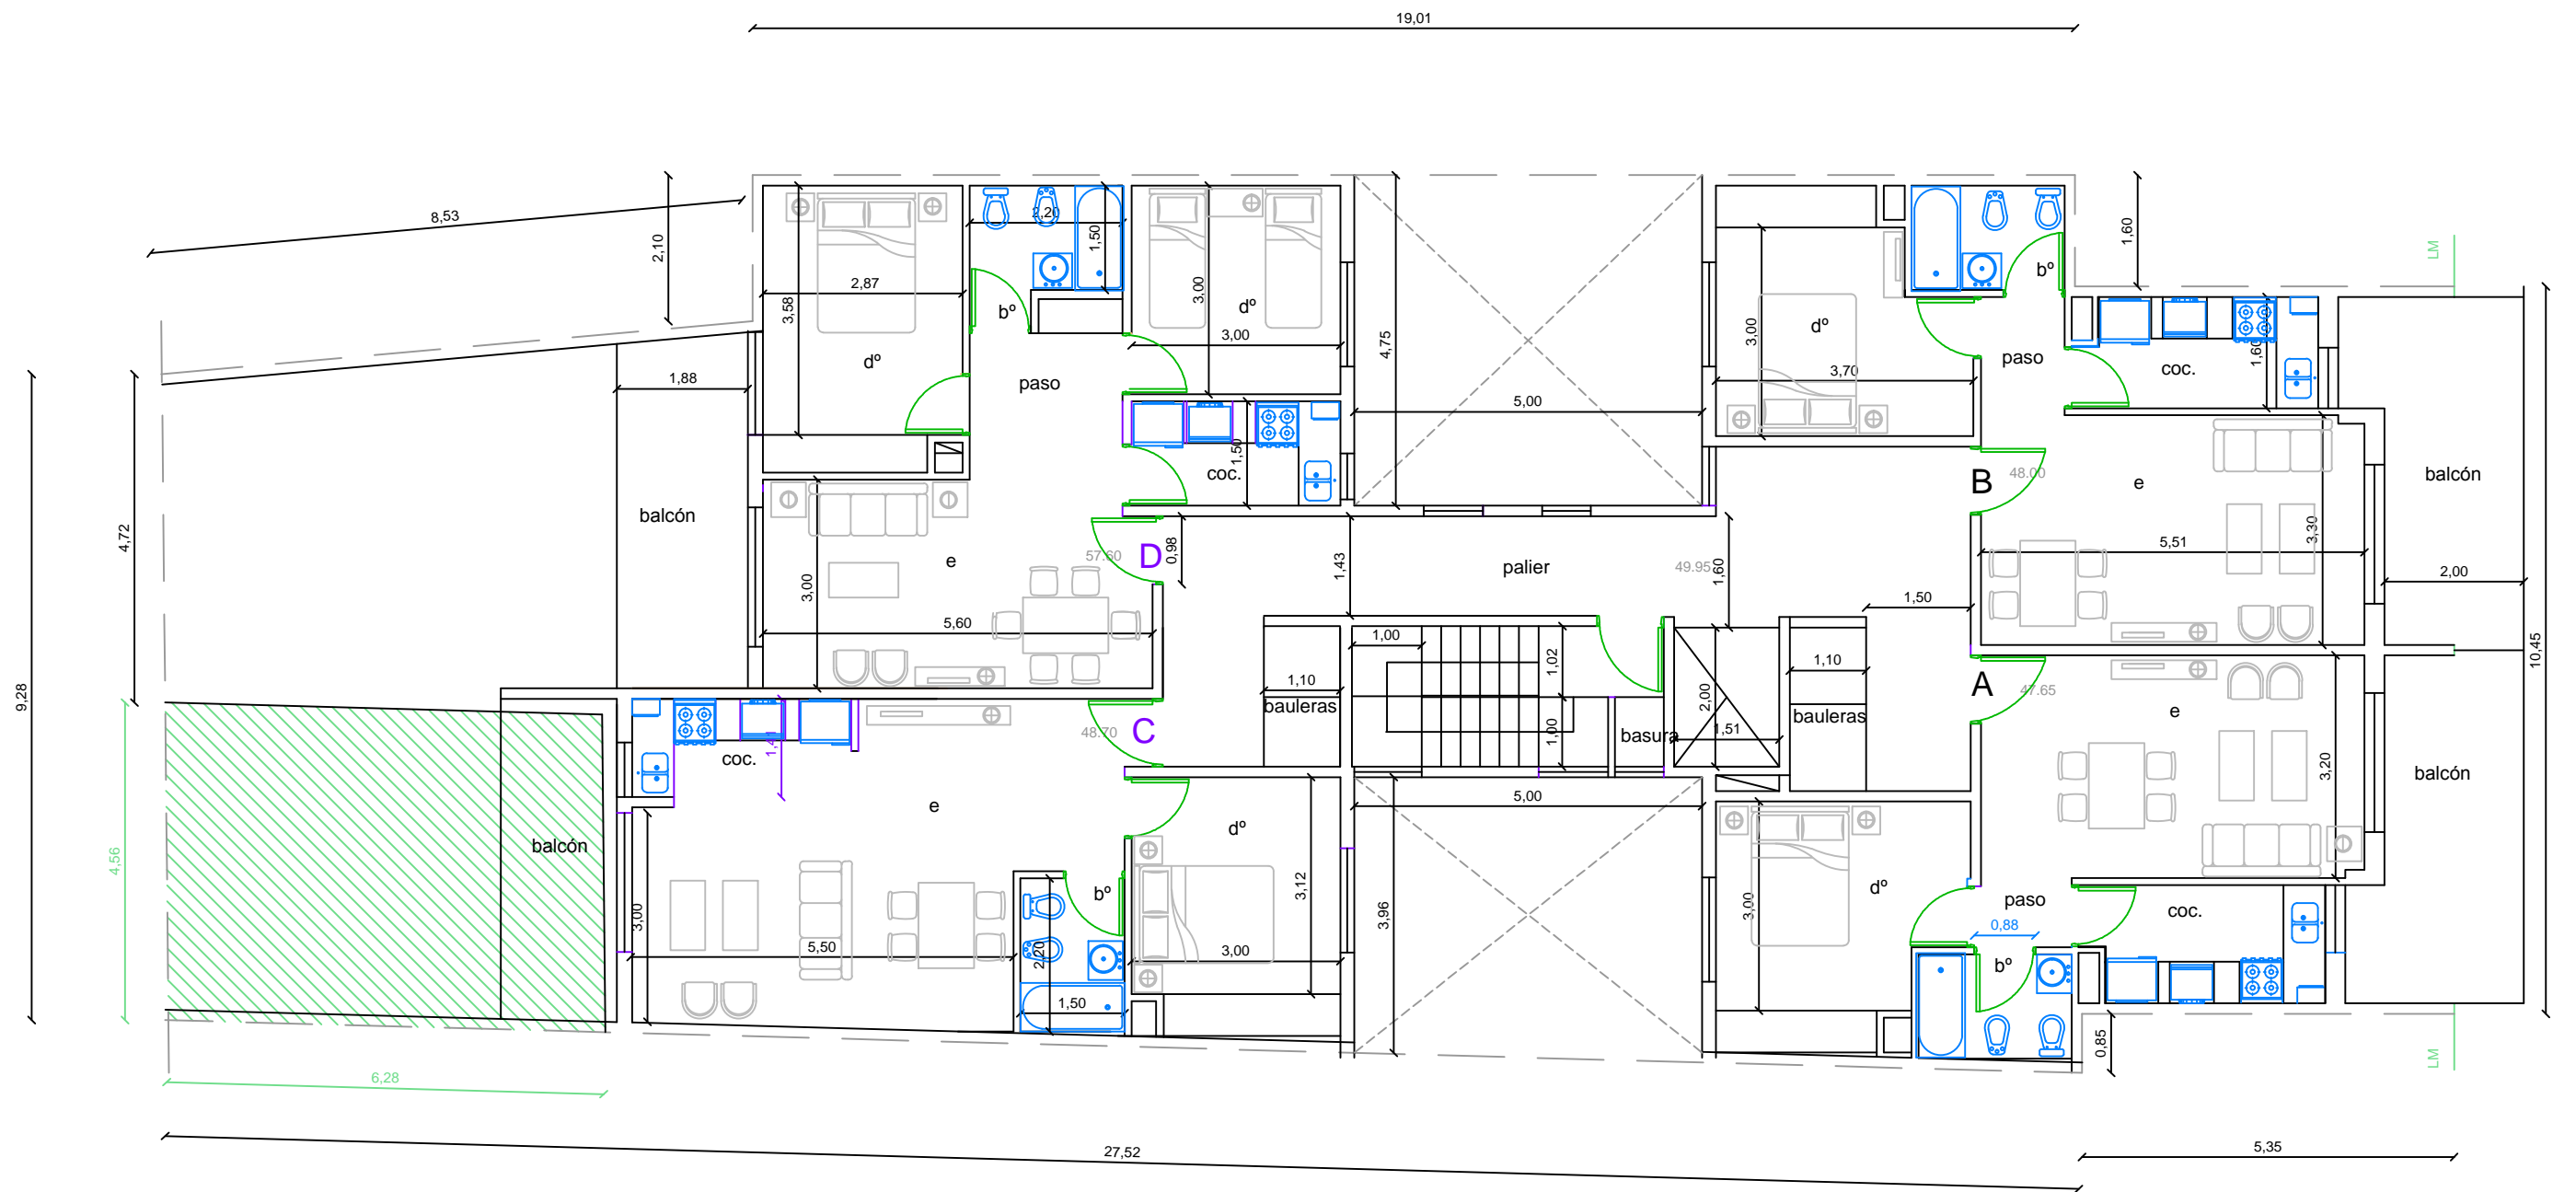 19,01
8,53
2,10
1,60
LM
2,20
1,50
2,87
3,58
bº
3,00
dº
3,00
4,75
3,00
dº
bº
dº
paso
3,70
paso
coc.
1,60
1,88
5,00
1,50
coc.
B
48.00
e
balcón
balcón
4,72
3,30
D
57.60
0,98
e
3,00
1,43
palier
49.95
1,60
5,51
2,00
5,60
1,50
1,00
1,02
1,10
1,10
10,45
9,28
bauleras
2,00
A
47.65
bauleras
e
C
48.70
1,00
basura
1,51
1,41
coc.
3,20
balcón
5,00
e
dº
balcón
4,56
bº
3,12
3,96
3,00
dº
paso
coc.
3,00
0,88
5,50
2,20
3,00
bº
1,50
0,85
LM
6,28
27,52
5,35